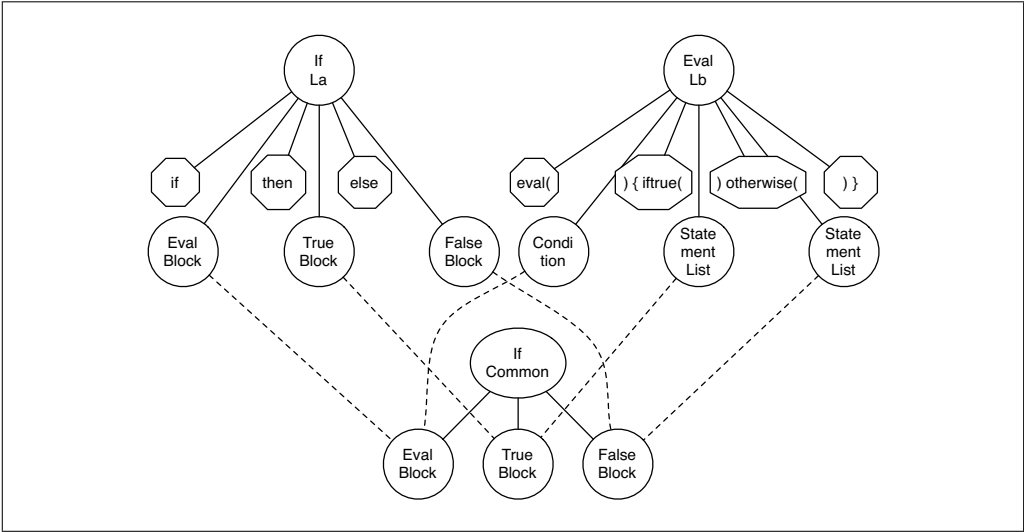 If
La
Eval
Lb
if
then
else
eval(
) { iftrue(
) otherwise(
) }
Eval
Block
True
Block
False
Block
Condi
tion
State
ment
List
State
ment
List
If
Common
Eval
Block
True
Block
False
Block